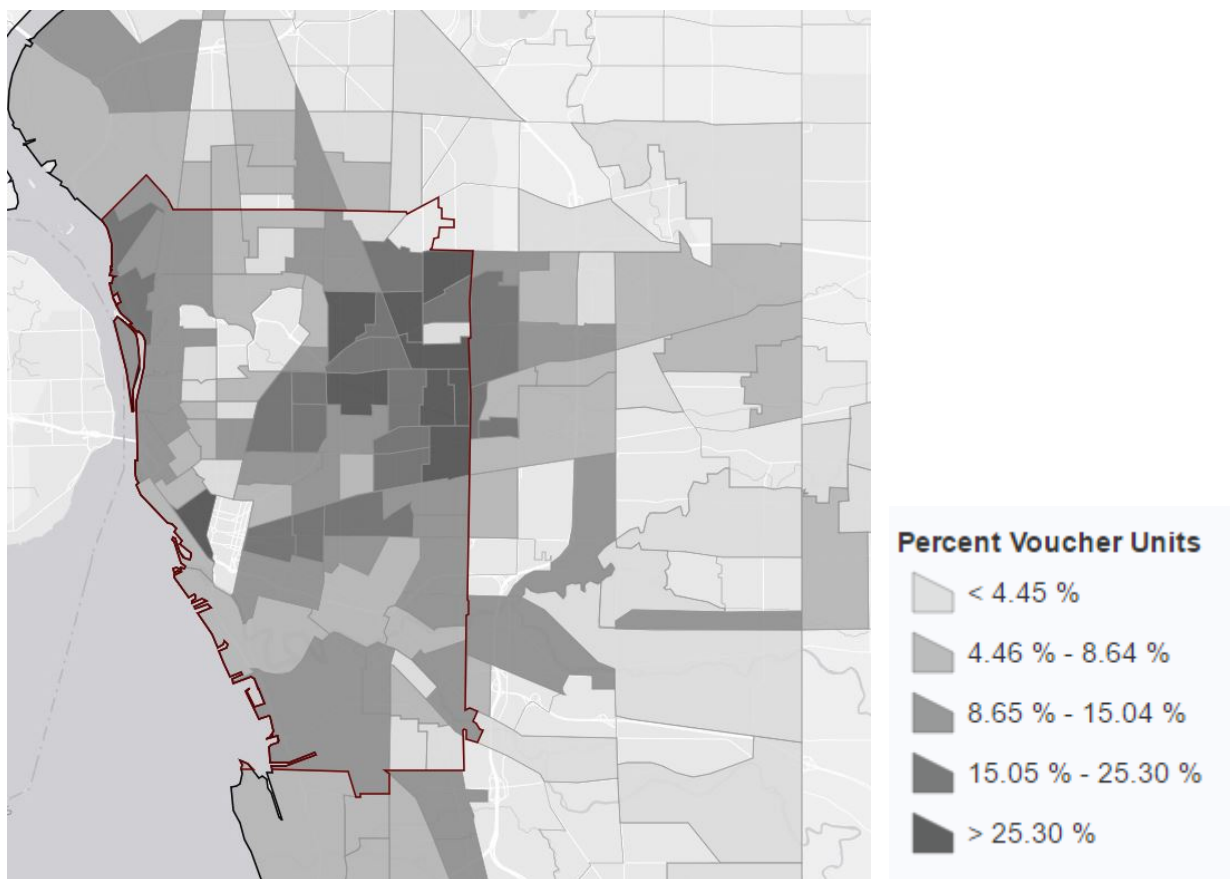 Percent Voucher Units
< 4.45 %
4.46 % - 8.64 %
8.65 % - 15.04 %
15.05 % - 25.30 %
> 25.30 %